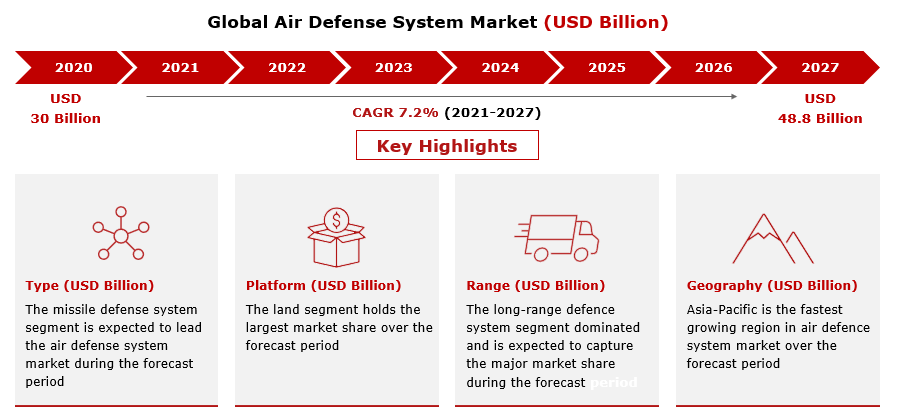 Global Air Defense System Market (USD Billion)
2020
2021
2022
2023
2024
2025
2026
2027
USD
30 Billion
CAGR 7.2% (2021-2027)
USD
48.8 Billion
Key Highlights
$
Type (USD Billion)
The missile defense system
segment is expected to lead
the air defense system
market during the forecast
period
Platform (USD Billion)
The land segment holds the
largest market share over the
forecast period
Range (USD Billion)
The long-range defence
system segment dominated
and is expected to capture
the major market share
during the forecast period
Geography (USD Billion)
Asia-Pacific is the fastest
growing region in air defence
system market over the
forecast period